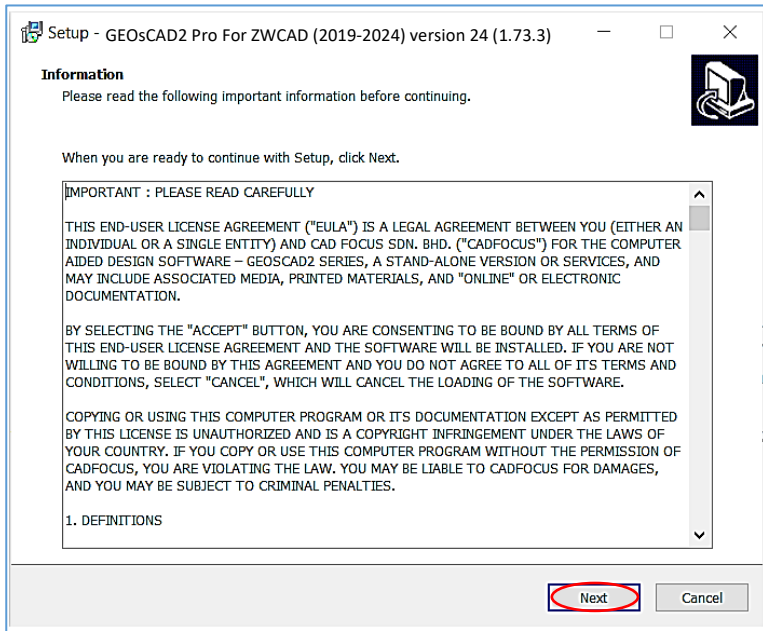 Setup - GEOsCAD2 Pro For ZWCAD (2019-2024) version 24 (1.73.3)
Information
Please read the following important information before continuing.
When you are ready to continue with Setup, click Next.
IMPORTANT : PLEASE READ CAREFULLY
THIS END-USER LICENSE AGREEMENT ("EULA") IS A LEGAL AGREEMENT BETWEEN YOU (EITHER AN
INDIVIDUAL OR A SINGLE ENTITY) AND CAD FOCUS SDN. BHD. ("CADFOCUS") FOR THE COMPUTER
AIDED DESIGN SOFTWARE – GEOSCAD2 SERIES, A STAND-ALONE VERSION OR SERVICES, AND
MAY INCLUDE ASSOCIATED MEDIA, PRINTED MATERIALS, AND "ONLINE" OR ELECTRONIC
DOCUMENTATION.
BY SELECTING THE "ACCEPT" BUTTON, YOU ARE CONSENTING TO BE BOUND BY ALL TERMS OF
THIS END-USER LICENSE AGREEMENT AND THE SOFTWARE WILL BE INSTALLED. IF YOU ARE NOT
WILLING TO BE BOUND BY THIS AGREEMENT AND YOU DO NOT AGREE TO ALL OF ITS TERMS AND
CONDITIONS, SELECT "CANCEL", WHICH WILL CANCEL THE LOADING OF THE SOFTWARE.
COPYING OR USING THIS COMPUTER PROGRAM OR ITS DOCUMENTATION EXCEPT AS PERMITTED
BY THIS LICENSE IS UNAUTHORIZED AND IS A COPYRIGHT INFRINGEMENT UNDER THE LAWS OF
YOUR COUNTRY. IF YOU COPY OR USE THIS COMPUTER PROGRAM WITHOUT THE PERMISSION OF
CADFOCUS, YOU ARE VIOLATING THE LAW. YOU MAY BE LIABLE TO CADFOCUS FOR DAMAGES,
AND YOU MAY BE SUBJECT TO CRIMINAL PENALTIES.
1. DEFINITIONS
Next
Cancel